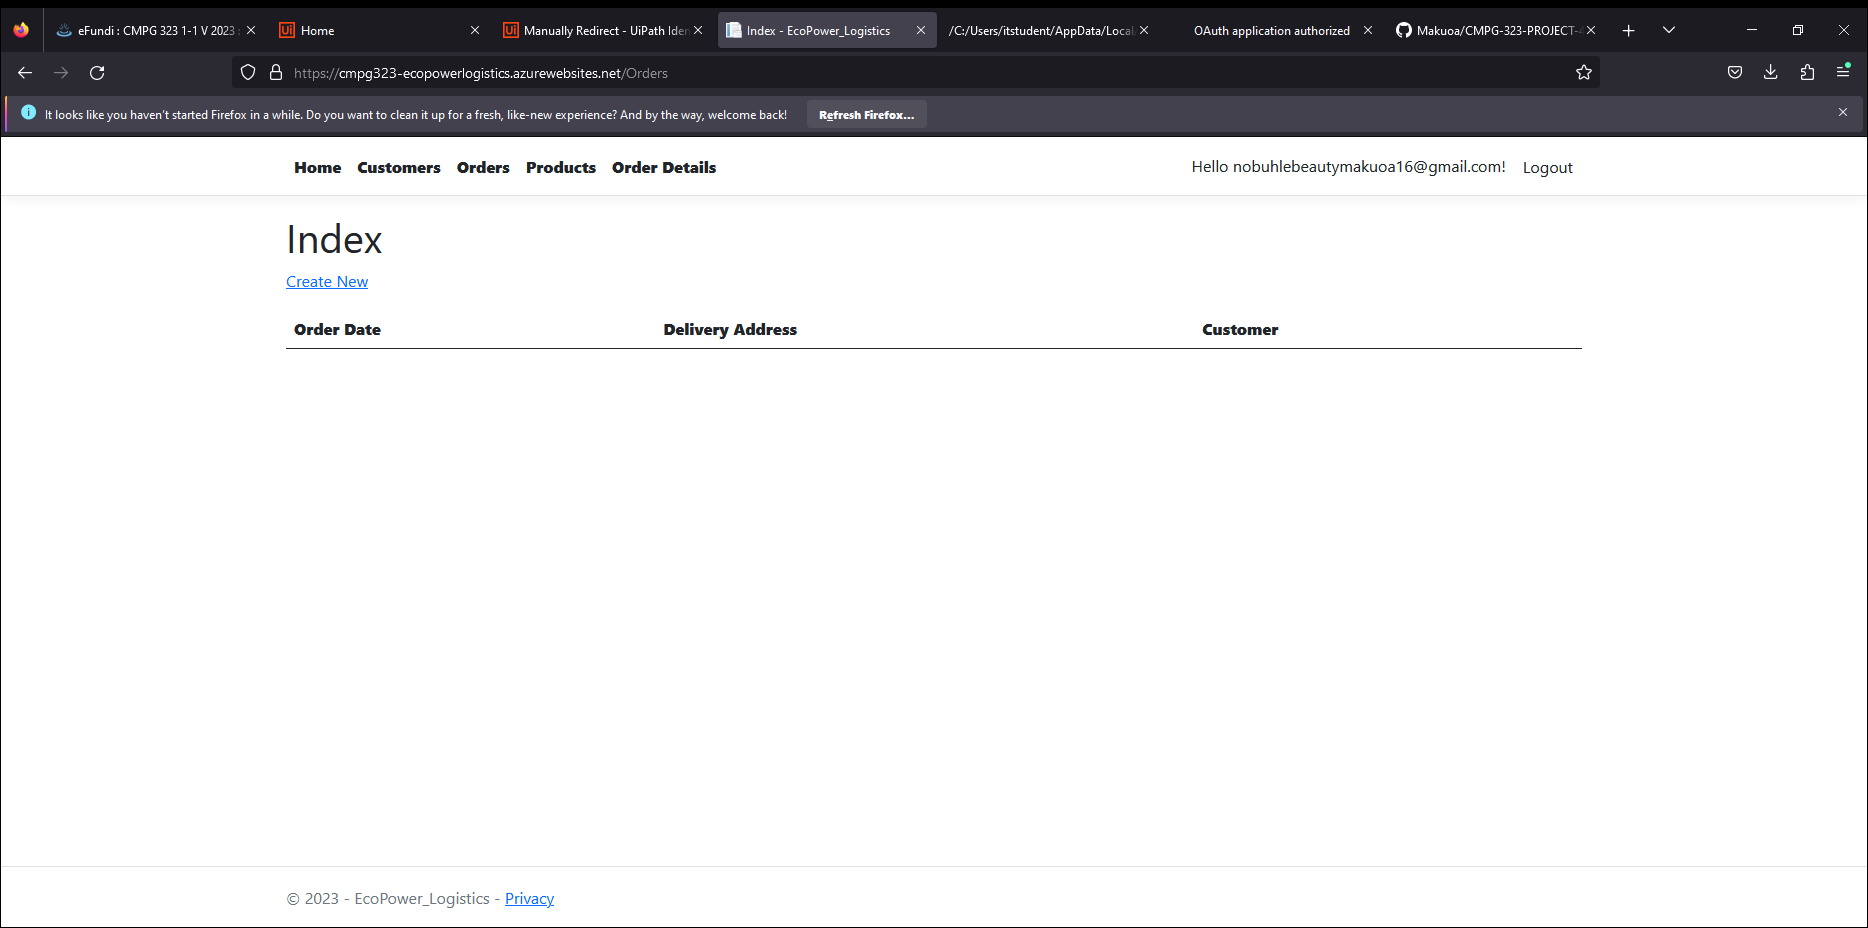 eFundi : CMPG 323 1-1 V 2023 :
Home
Manually Redirect - UiPath Iden
Index - EcoPower_Logistics
/C:/Users/itstudent/AppData/Local/
OAuth application authorized
Makuoa/CMPG-323-PROJECT-4
https://cmpg323-ecopowerlogistics.azurewebsites.net/Orders
It looks like you haven't started Firefox in a while. Do you want to clean it up for a fresh, like-new experience? And by the way, welcome back! Refresh Firefox...
Home Customers Orders Products Order Details Hello nobuhlebeautymakuoa16@gmail.com! Logout
Index
Create New
Order Date Delivery Address Customer
© 2023 - EcoPower_Logistics - Privacy